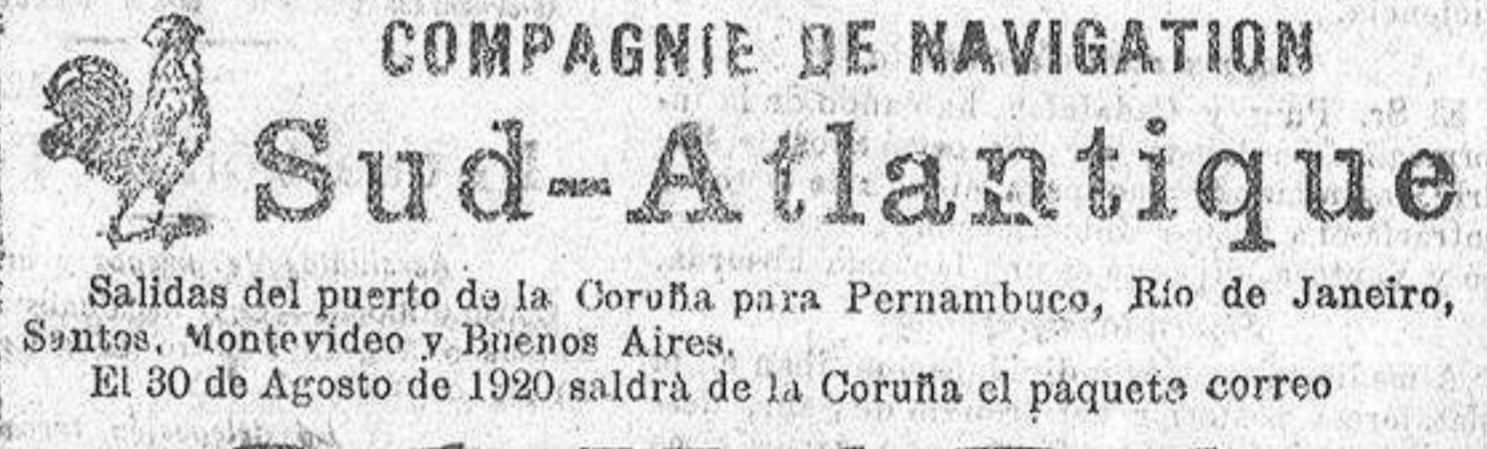 COMPAGNIE DE NAVIGATION
Sud-Atlantique
Salidas del puerto de la Coruña para Pernambuco, Río de Janeiro,
Santos, Montevideo y Buenos Aires.
El 30 de Agosto de 1920 saldrà de la Coruña el paquete correo